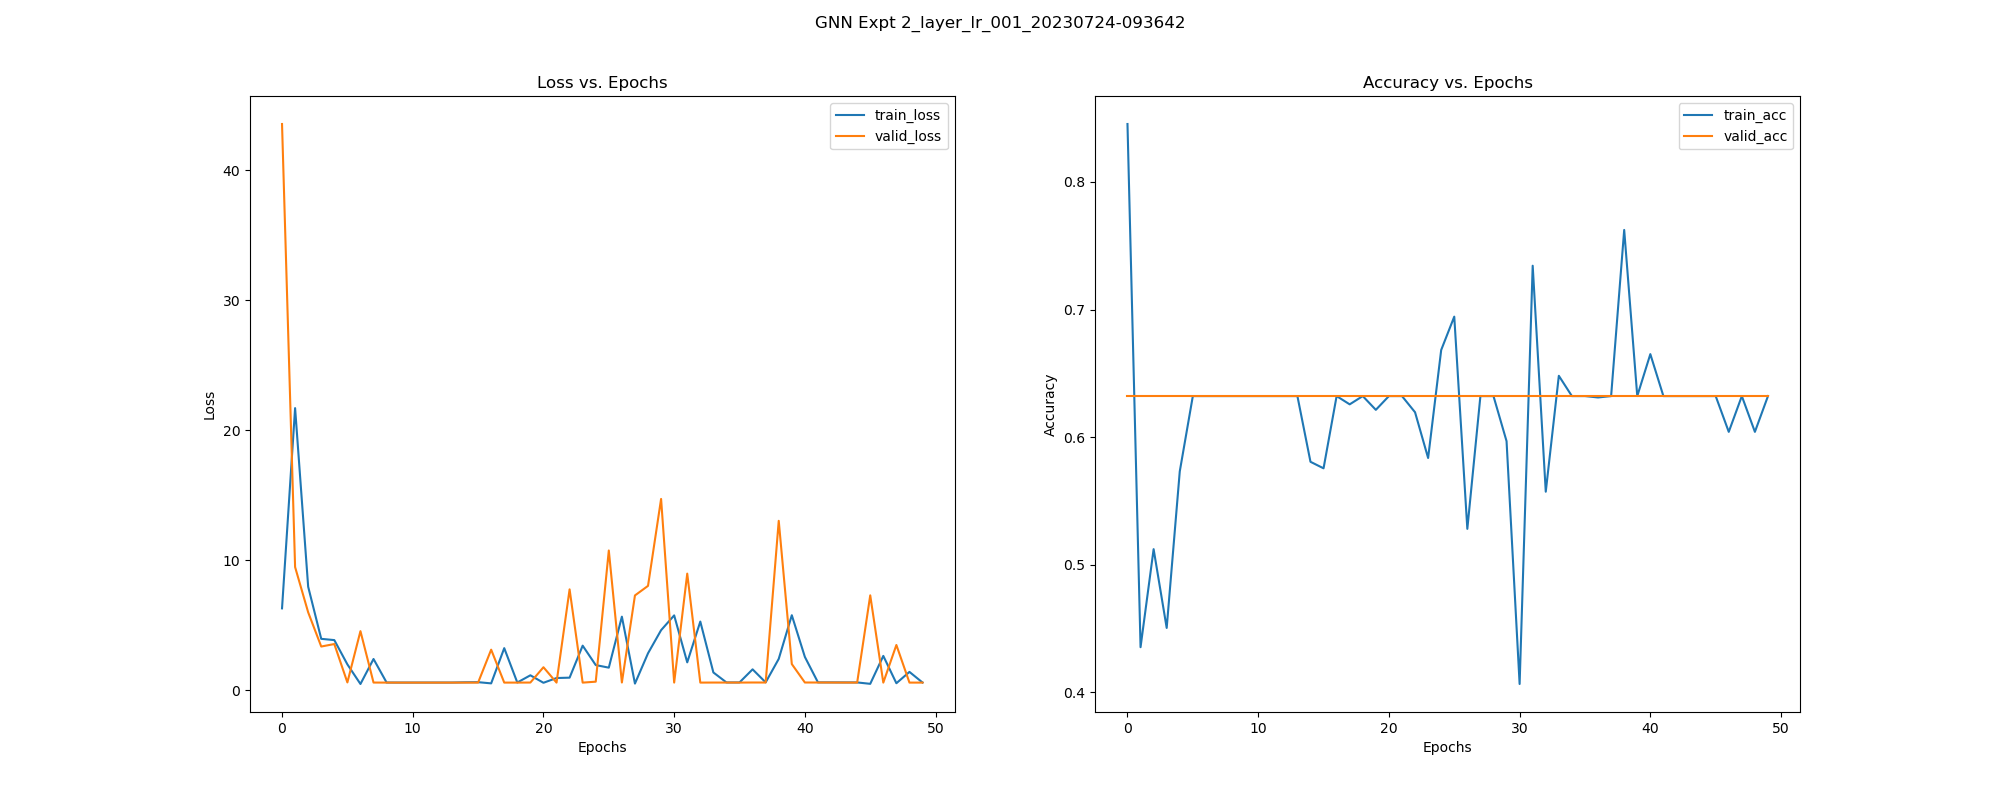 GNN Expt 2_layer_lr_001_20230724-093642
Loss vs. Epochs
train_loss
valid_loss
40
30
20
10
0
Loss
0 10 20 30 40 50
Epochs
Accuracy vs. Epochs
train_acc
valid_acc
0.8
0.7
0.6
0.5
0.4
Accuracy
0 10 20 30 40 50
Epochs